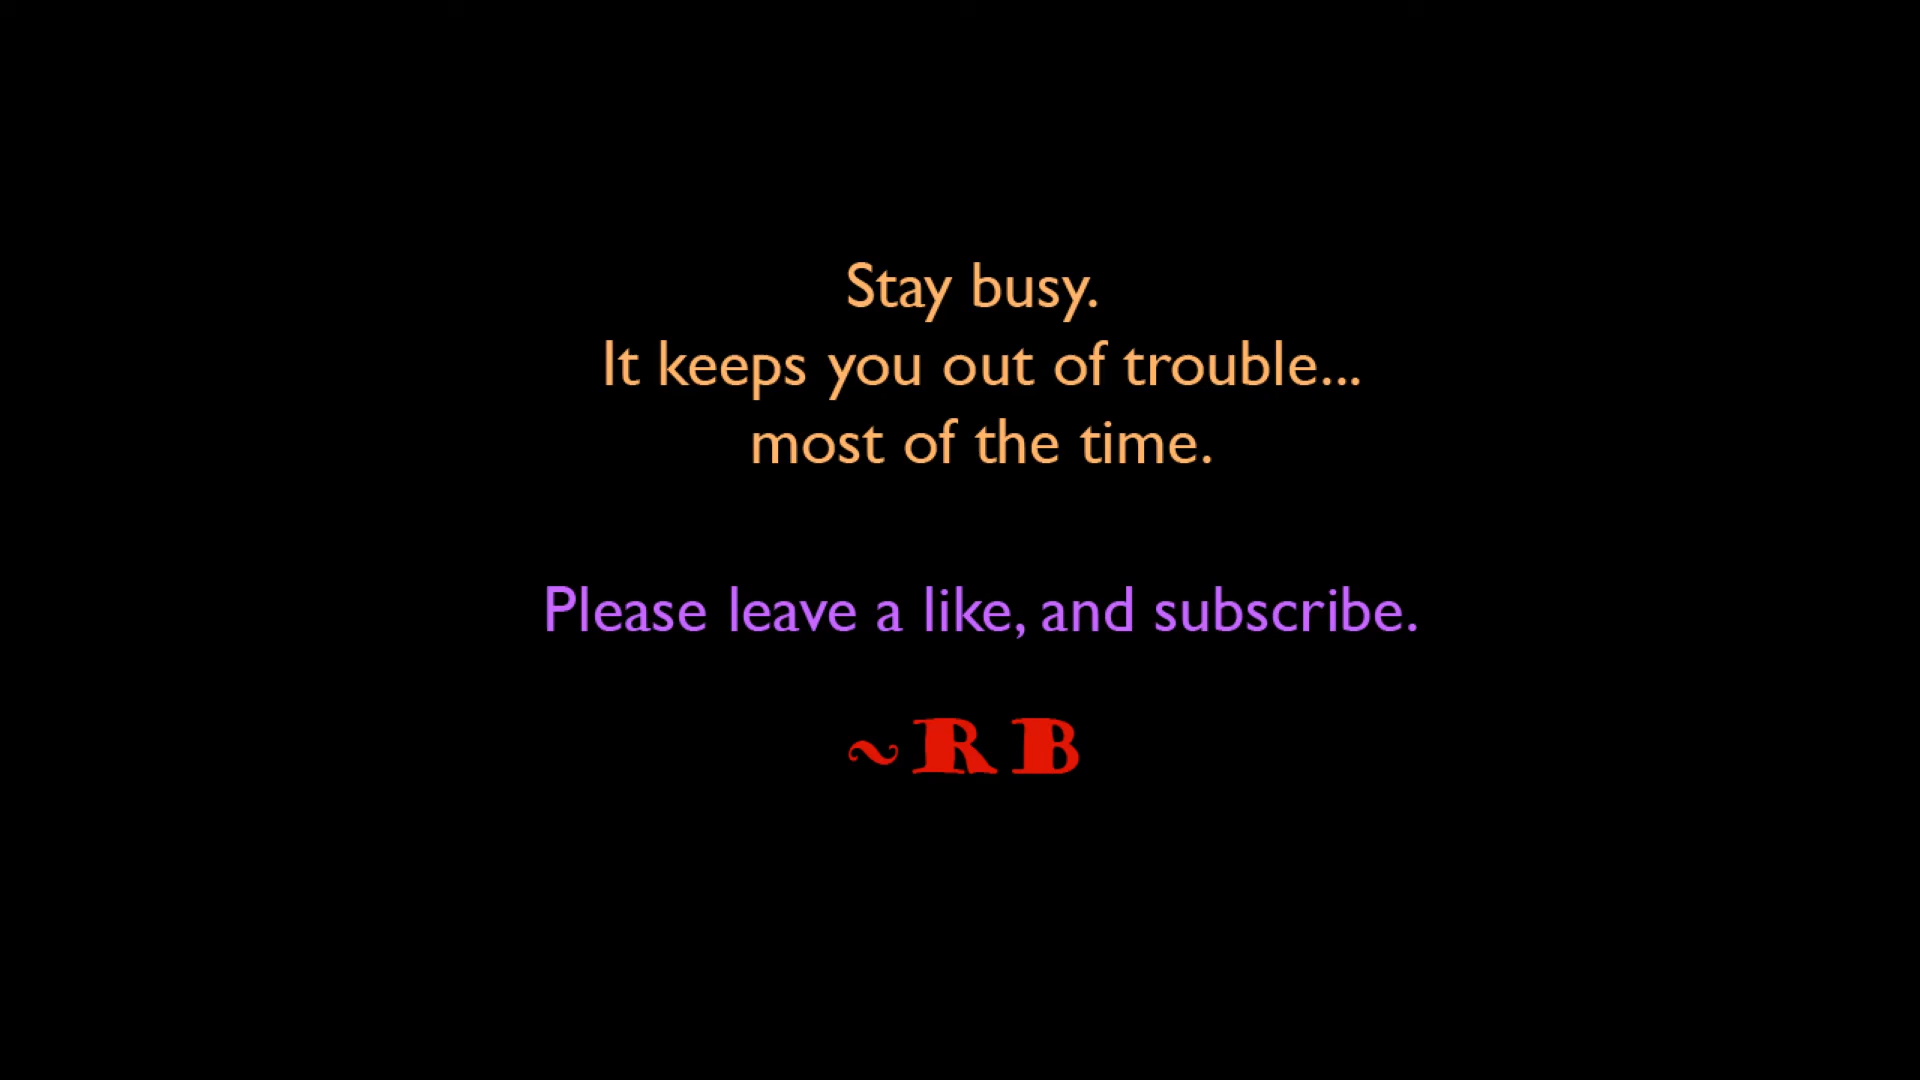 Stay busy.
It keeps you out of trouble...
most of the time.
Please leave a like, and subscribe.
~RB